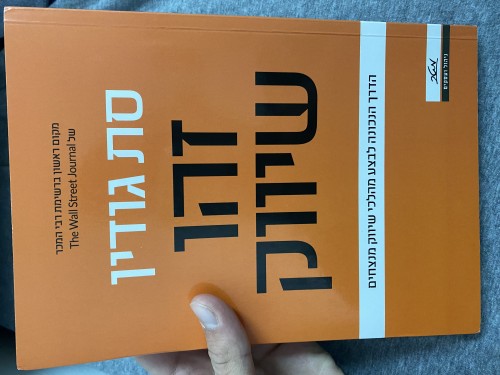 מקום ראשון ברשימת רבי המכר
של The Wall Street Journal
סת גודין
זהו
שיווק
הדרך הנכונה לבצע מהלכי שיווק מנצחים